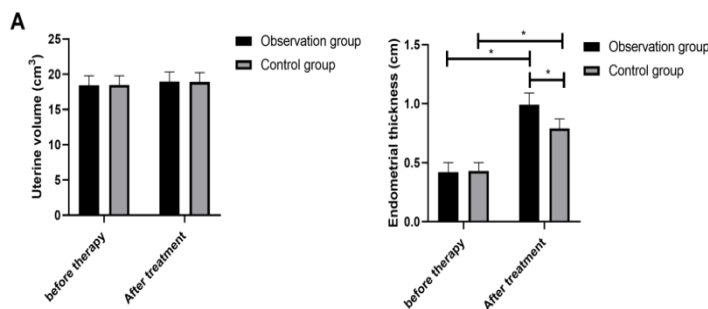 A
Uterine volume (cm³)
25
20
15
10
5
0
before therapy
After treatment
Observation group
Control group
Endometrial thickness (cm)
1.5
1.0
0.5
0.0
*
*
*
before therapy
After treatment
Observation group
Control group